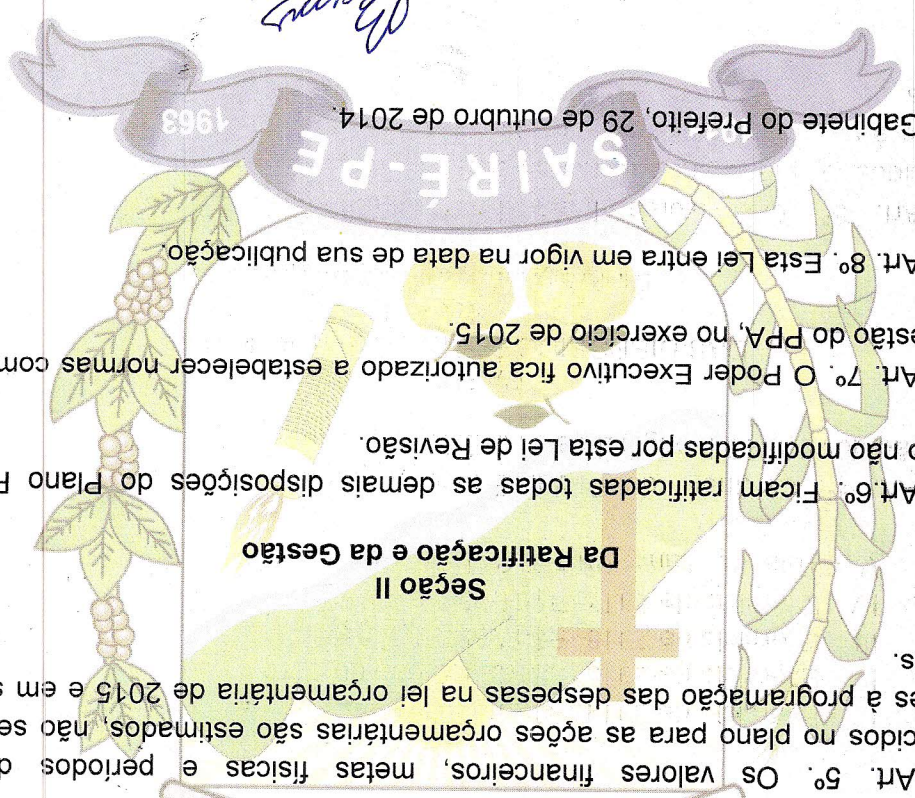 Art. 5º. Os valores financeiros, metas físicas e períodos d
cidos no plano para as ações orçamentárias são estimados, não se
es à programação das despesas na lei orçamentária de 2015 e em s
s.
Seção II
Da Ratificação e da Gestão
Art.6º. Ficam ratificadas todas as demais disposições do Plano P
o não modificadas por esta Lei de Revisão.
Art. 7º. O Poder Executivo fica autorizado a estabelecer normas com
estão do PPA, no exercício de 2015.
Art. 8º. Esta Lei entra em vigor na data de sua publicação.
SAIRÉ-PE
1963
Gabinete do Prefeito, 29 de outubro de 2014.